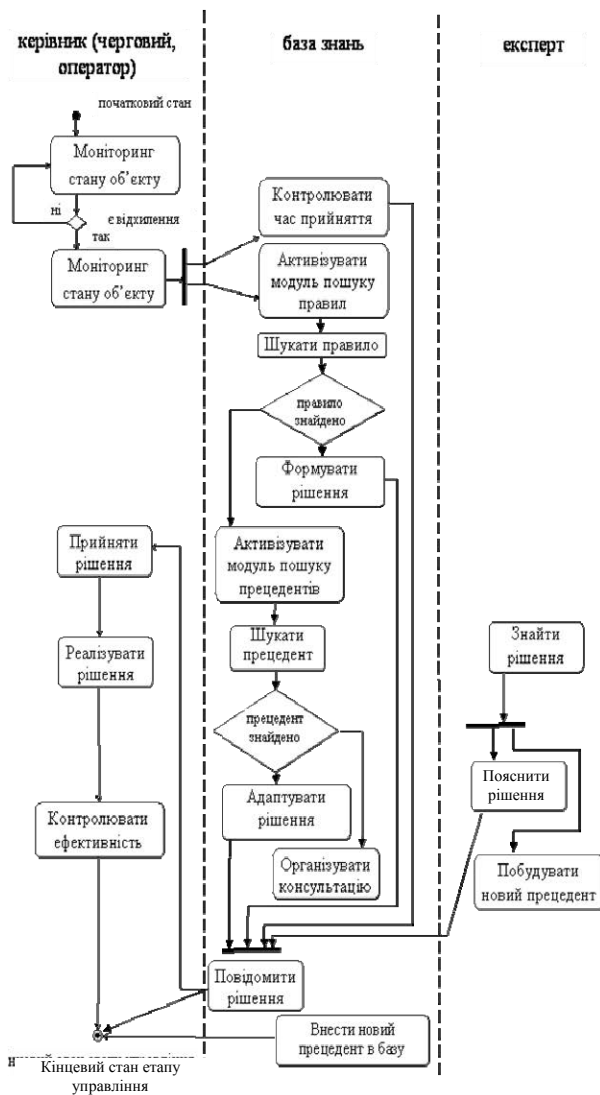 керівник (черговий,
оператор)
база знань
експерт
початковий стан
Моніторинг
стану об’єкту
ні
є відхилення
так
Моніторинг
стану об’єкту
Контролювати
час прийняття
Активізувати
модуль пошуку
правил
Шукати правило
правило
знайдено
Формувати
рішення
Прийняти
рішення
Активізувати
модуль пошуку
прецедентів
Шукати
прецедент
Знайти
рішення
Реалізувати
рішення
прецедент
знайдено
Пояснити
рішення
Адаптувати
рішення
Контролювати
ефективність
Організувати
консультацію
Побудувати
новий прецедент
Повідомити
рішення
Внести новий
прецедент в базу
Кінцевий стан етапу
управління